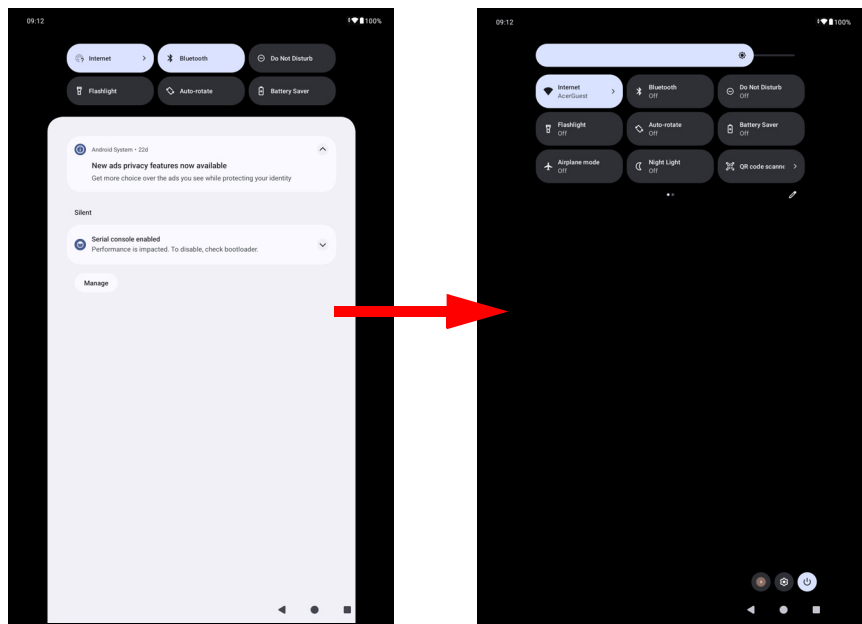 09:12
100%
Internet
Bluetooth
Do Not Disturb
Flashlight
Auto-rotate
Battery Saver
Android System • 22d
New ads privacy features now available
Get more choice over the ads you see while protecting your identity
Silent
Serial console enabled
Performance is impacted. To disable, check bootloader.
Manage
09:12
100%
Internet
AcerGuest
Bluetooth
Off
Do Not Disturb
Off
Flashlight
Off
Auto-rotate
Off
Battery Saver
Off
Airplane mode
Off
Night Light
Off
QR code scanne